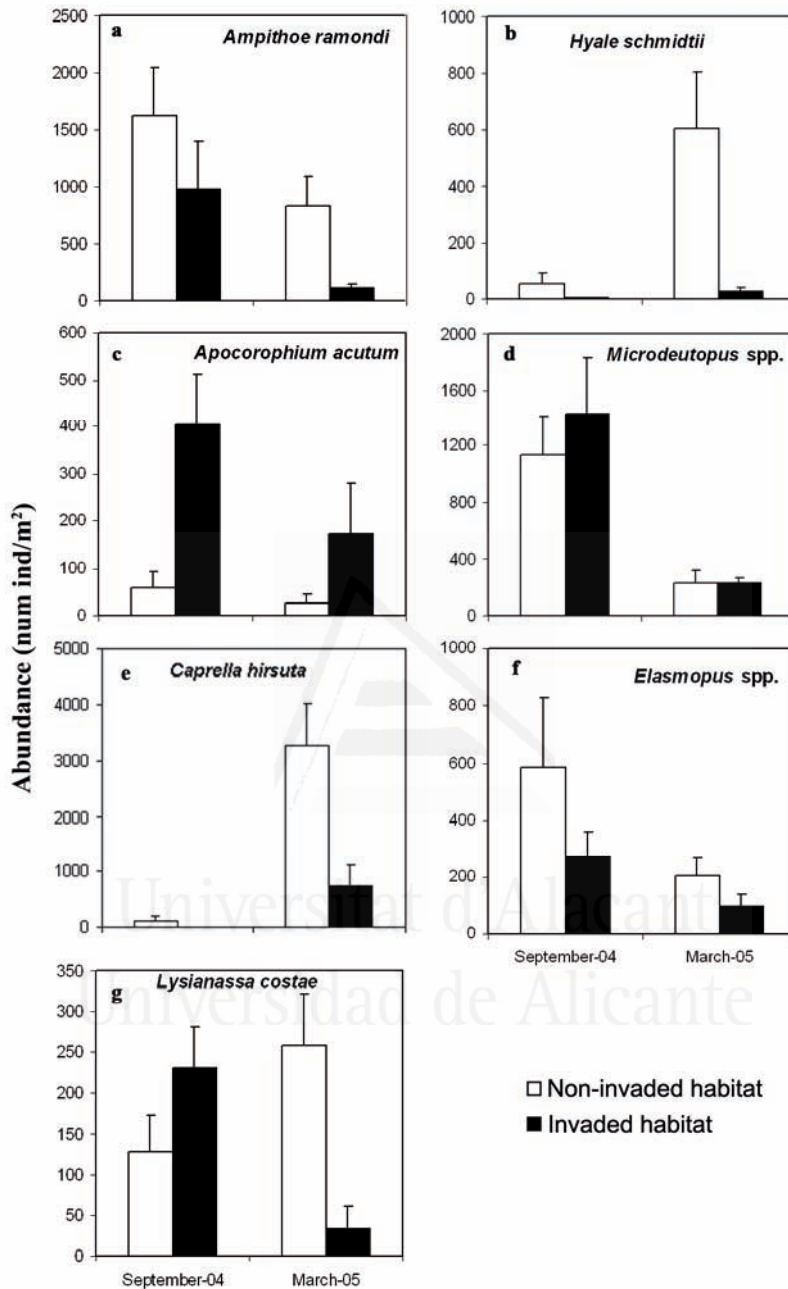 a
Ampithoe ramondi
2500
2000
1500
1000
500
0
b
Hyale schmidtii
1000
800
600
400
200
0
c
Apocorophium acutum
600
500
400
300
200
100
0
d
Microdeutopus spp.
2000
1600
1200
800
400
0
e
Caprella hirsuta
5000
4000
3000
2000
1000
0
f
Elasmopus spp.
1000
800
600
400
200
0
September-04
March-05
g
Lysianassa costae
350
300
250
200
150
100
50
0
September-04
March-05
Abundance (num ind/m²)
Non-invaded habitat
Invaded habitat
Universitat d'Alacant
Universidad de Alicante